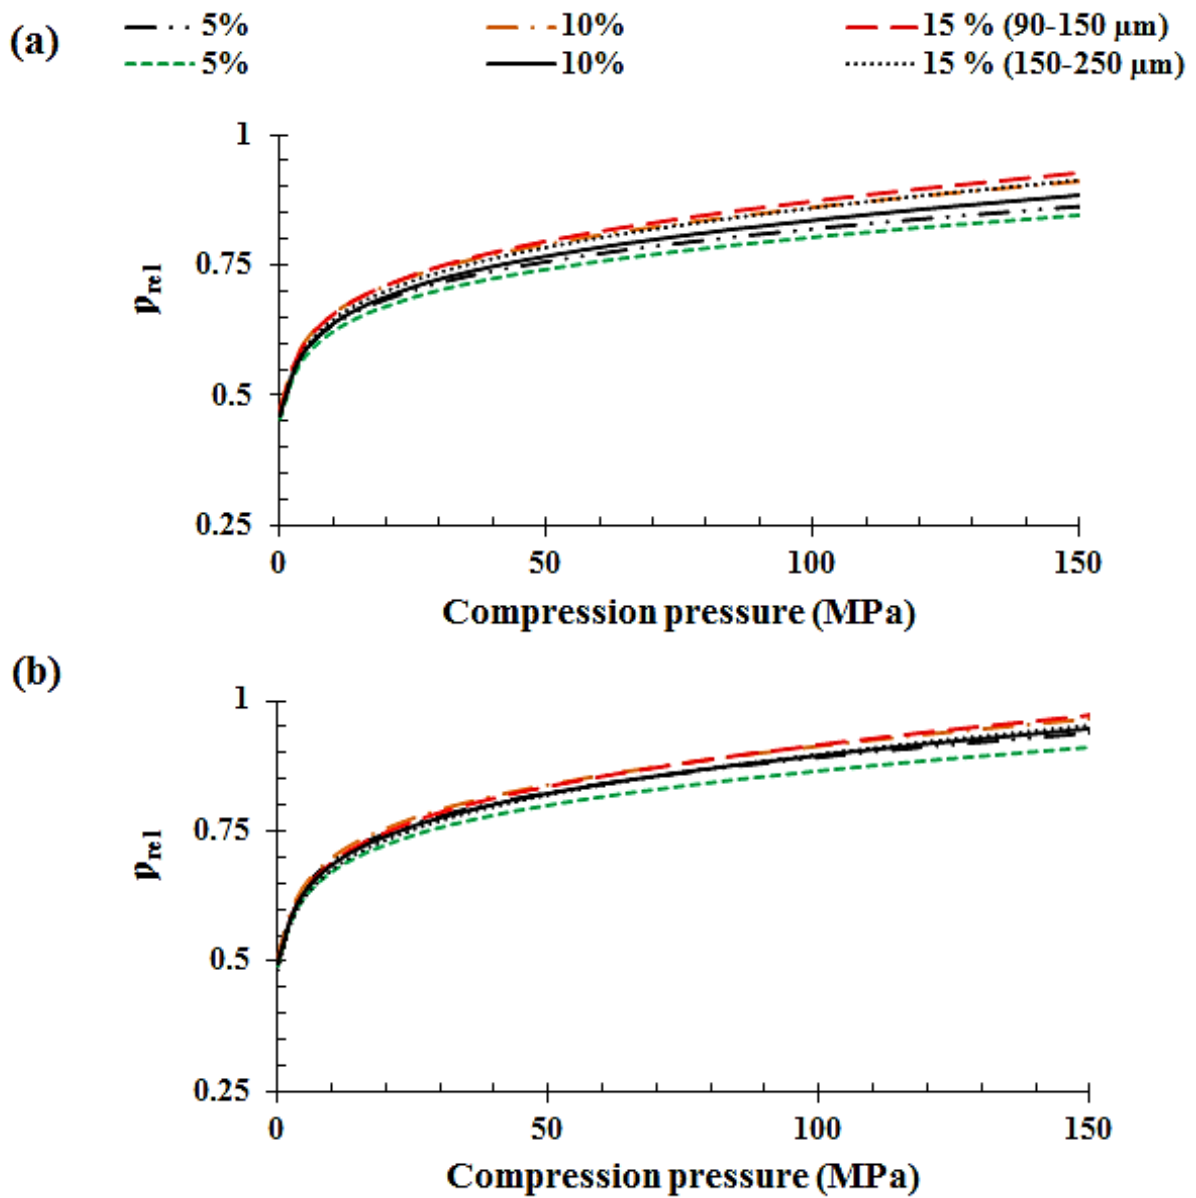 (a)
5% 10% 15 % (90-150 μm)
5% 10% 15 % (150-250 μm)
1
0.75
0.5
0.25
p rel
0 50 100 150
Compression pressure (MPa)
(b)
1
0.75
0.5
0.25
p rel
0 50 100 150
Compression pressure (MPa)